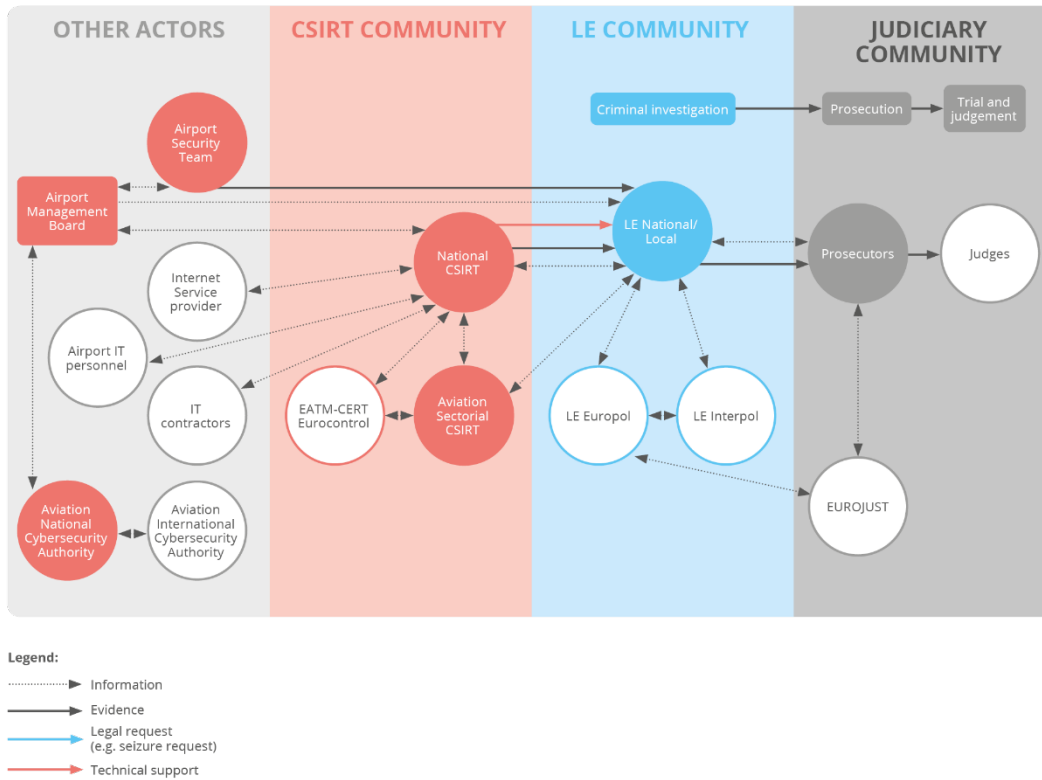 OTHER ACTORS
CSIRT COMMUNITY
LE COMMUNITY
JUDICIARY
COMMUNITY
Criminal investigation
Prosecution
Trial and
judgement
Airport
Security
Team
Airport
Management
Board
LE National/
Local
National
CSIRT
Prosecutors
Judges
Internet
Service
provider
Airport IT
personnel
IT
contractors
EATM-CERT
Eurocontrol
Aviation
Sectorial
CSIRT
LE Europol
LE Interpol
EUROJUST
Aviation
National
Cybersecurity
Authority
Aviation
International
Cybersecurity
Authority
Legend:
Information
Evidence
Legal request
(e.g. seizure request)
Technical support